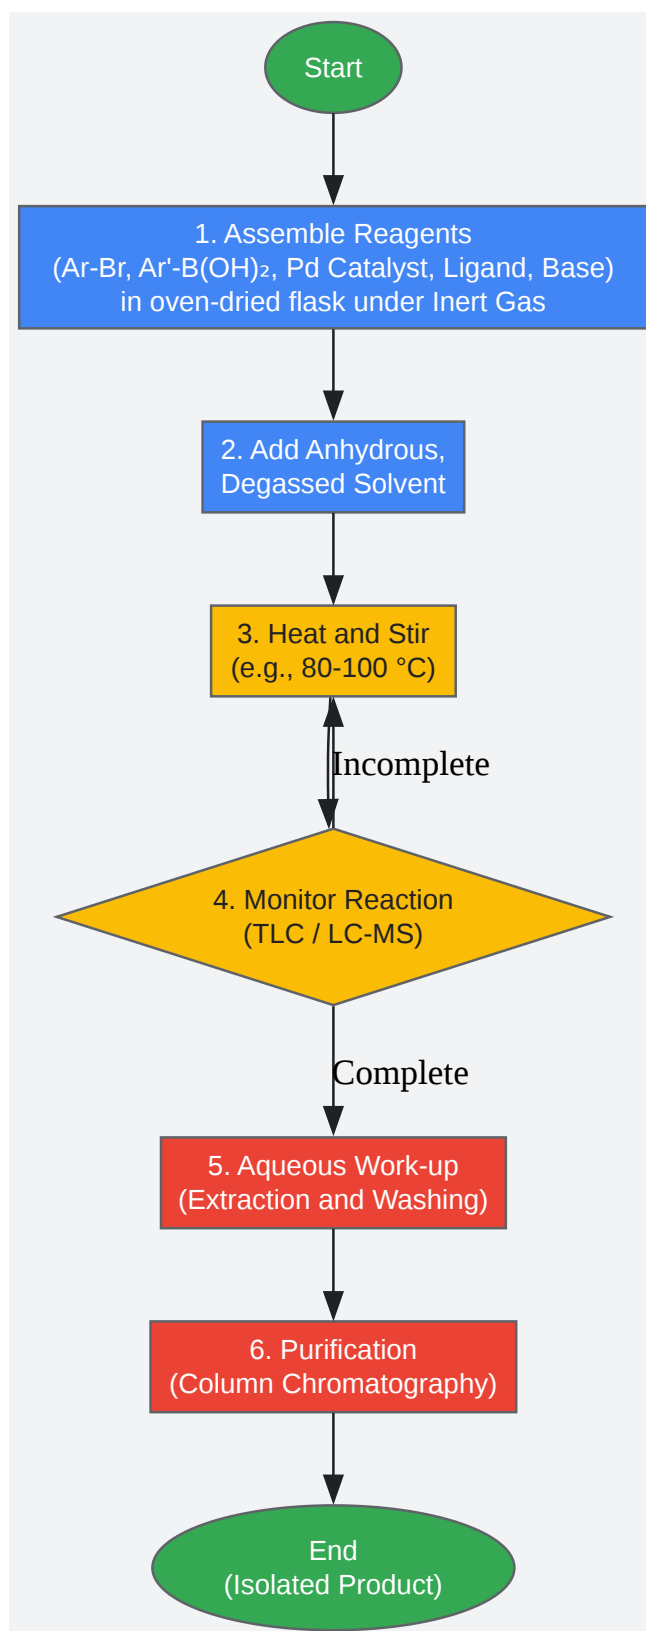 Start
1. Assemble Reagents
(Ar-Br, Ar'-B(OH)₂, Pd Catalyst, Ligand, Base)
in oven-dried flask under Inert Gas
2. Add Anhydrous,
Degassed Solvent
3. Heat and Stir
(e.g., 80-100 °C)
Incomplete
4. Monitor Reaction
(TLC / LC-MS)
Complete
5. Aqueous Work-up
(Extraction and Washing)
6. Purification
(Column Chromatography)
End
(Isolated Product)